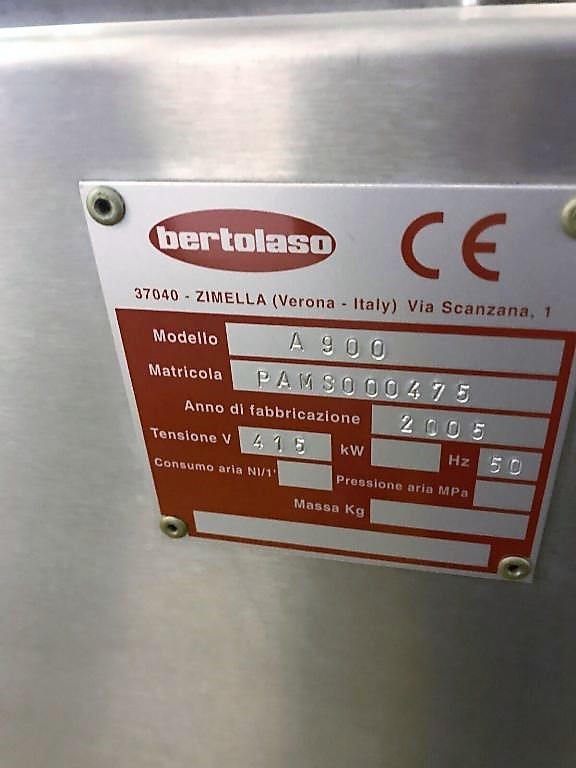 bertolaso
CE
37040 - ZIMELLA (Verona - Italy) Via Scanzana, 1
Modello A 900
Matricola PAMS000475
Anno di fabbricazione 2005
Tensione V 415 kW Hz 50
Consumo aria Nl/1' Pressione aria MPa
Massa Kg